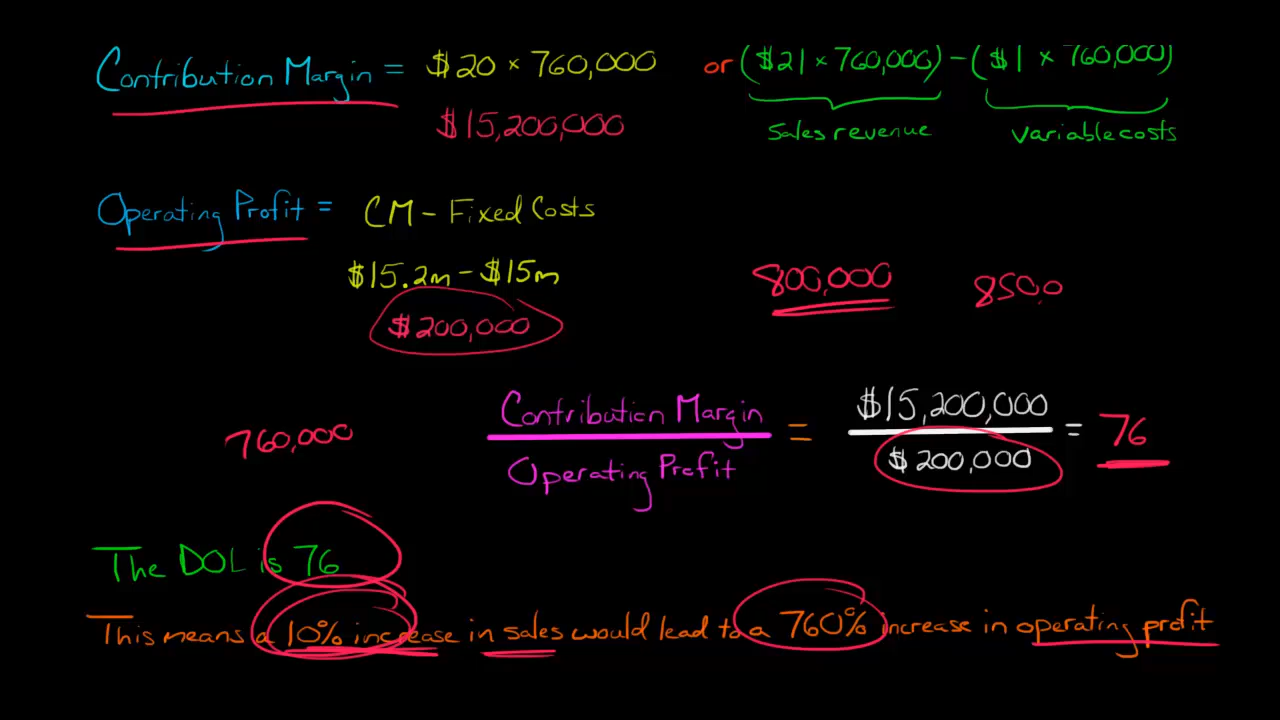 Contribution Margin = $20 × 760,000 or ($21 × 760,000) - ($1 × 760,000)
$15,200,000 sales revenue variable costs
Operating Profit = CM - Fixed Costs
$15.2m - $15m 800,000 850,0
$200,000
Contribution Margin = $15,200,000 = 76
760,000 Operating Profit $200,000
The DOL is 76
This means a 10% increase in sales would lead to a 760% increase in operating profit